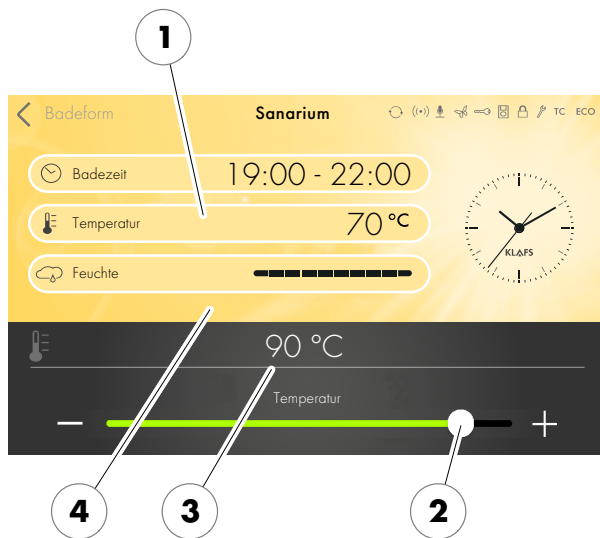 1
Badeform Sanarium TC ECO
Badezeit 19:00 - 22:00
Temperatur 70 °C
Feuchte
KLAFS
90 °C
Temperatur
− +
4 3 2